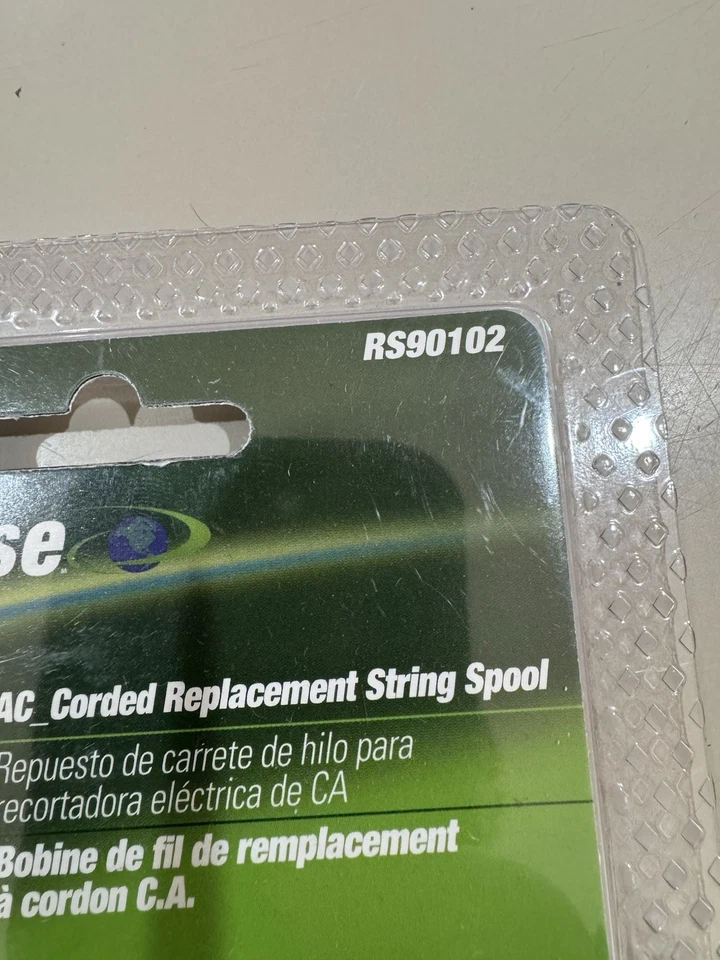 RS90102
se
AC_Corded Replacement String Spool
Repuesto de carrete de hilo para
recortadora eléctrica de CA
Bobine de fil de remplacement
à cordon C.A.